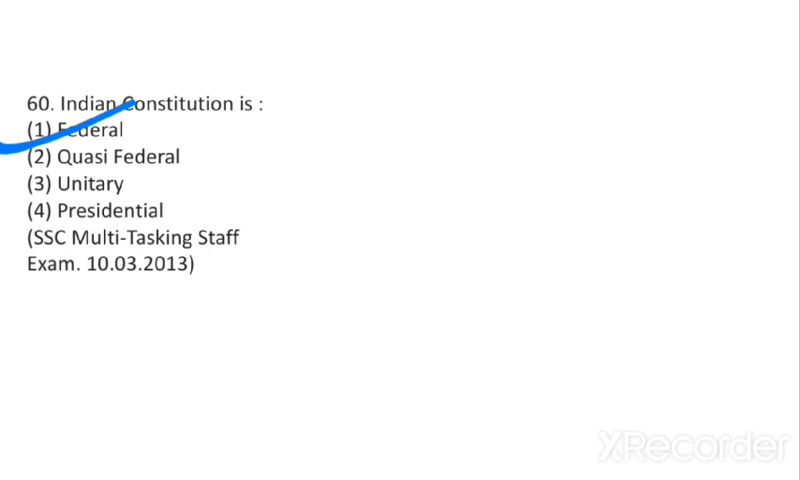 60. Indian Constitution is :
(1) Federal
(2) Quasi Federal
(3) Unitary
(4) Presidential
(SSC Multi-Tasking Staff
Exam. 10.03.2013)
XRecorder